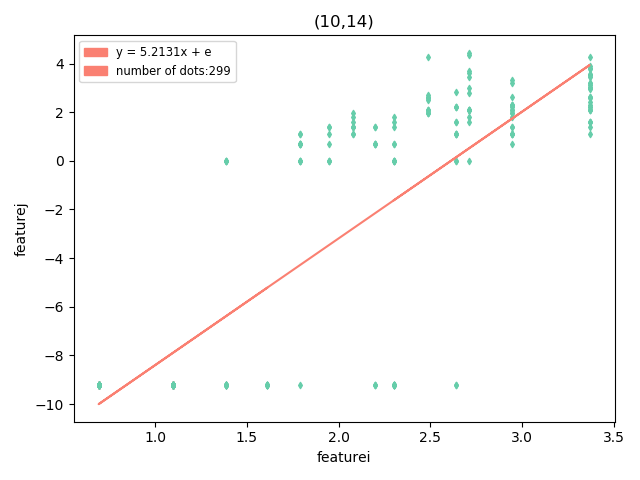 (10,14)
y = 5.2131x + e
number of dots:299
4
2
0
−2
−4
−6
−8
−10
featurej
1.0 1.5 2.0 2.5 3.0 3.5
featurei